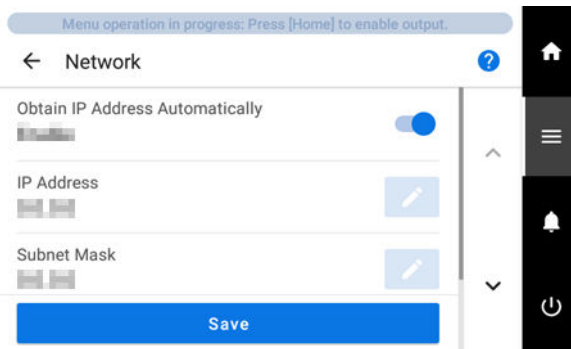 Menu operation in progress: Press [Home] to enable output.
Network
?
Obtain IP Address Automatically
IP Address
Subnet Mask
Save